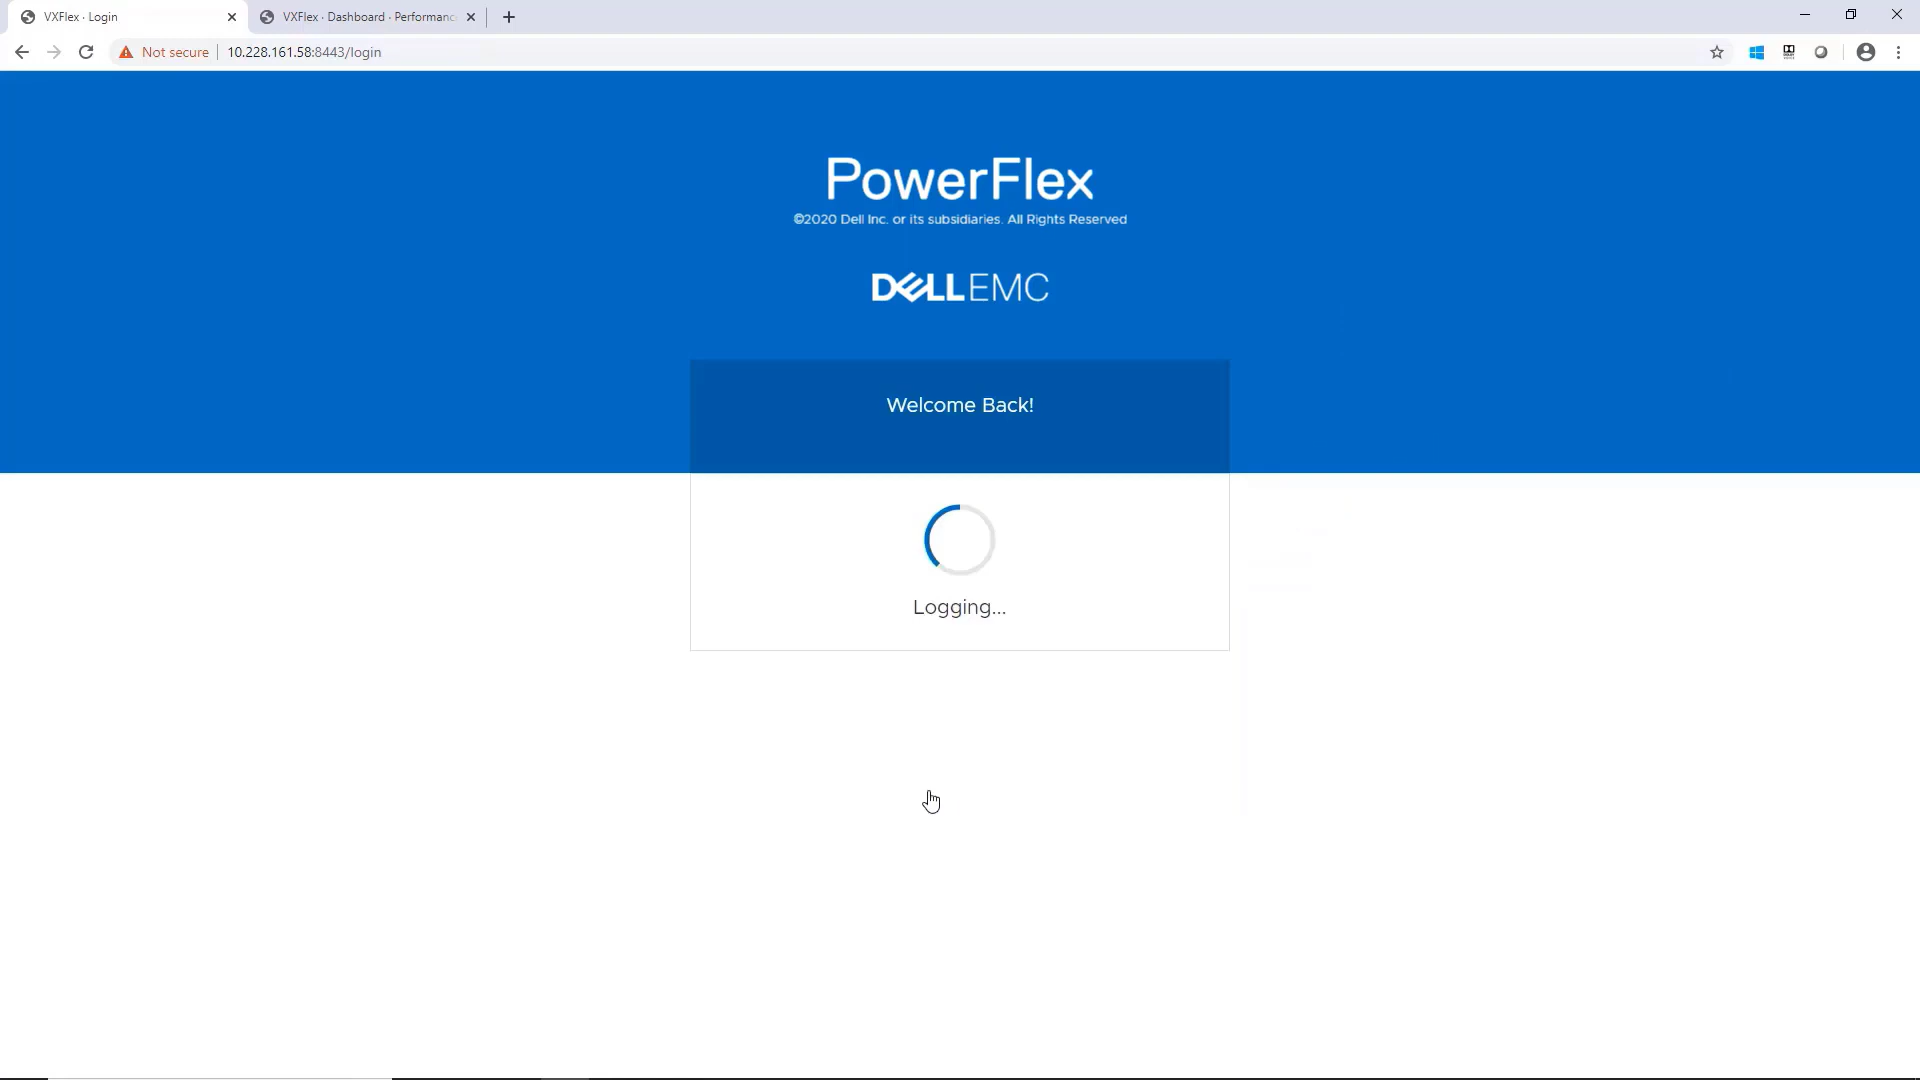 VXFlex - Login
VXFlex - Dashboard - Performanc
Not secure
10.228.161.58:8443/login
PowerFlex
©2020 Dell Inc. or its subsidiaries. All Rights Reserved
DELLEMC
Welcome Back!
Logging...